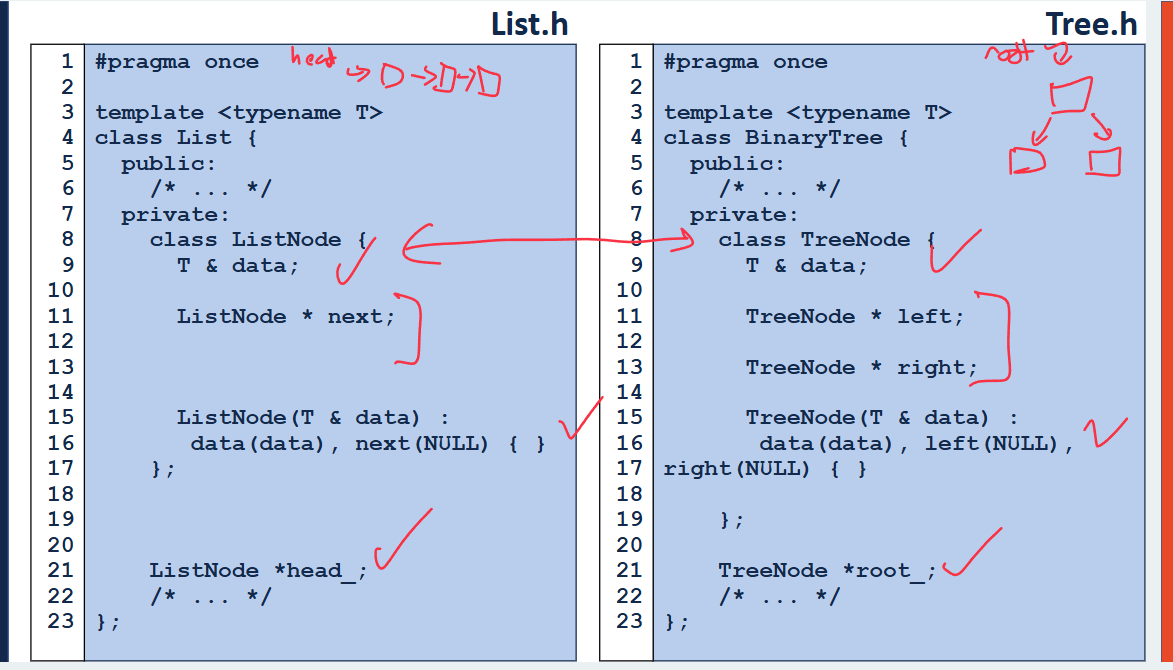 List.h
1 #pragma once
head
2
3 template <typename T>
4 class List {
5   public:
6     /* ... */
7   private:
8     class ListNode {
9       T & data;
10
11       ListNode * next;
12
13
14
15       ListNode(T & data) :
16        data(data), next(NULL) { }
17     };
18
19
20
21     ListNode *head_;
22     /* ... */
23 };
Tree.h
root
1 #pragma once
2
3 template <typename T>
4 class BinaryTree {
5   public:
6     /* ... */
7   private:
8     class TreeNode {
9       T & data;
10
11       TreeNode * left;
12
13       TreeNode * right;
14
15       TreeNode(T & data) :
16        data(data), left(NULL),
17 right(NULL) { }
18
19     };
20
21     TreeNode *root_;
22     /* ... */
23 };